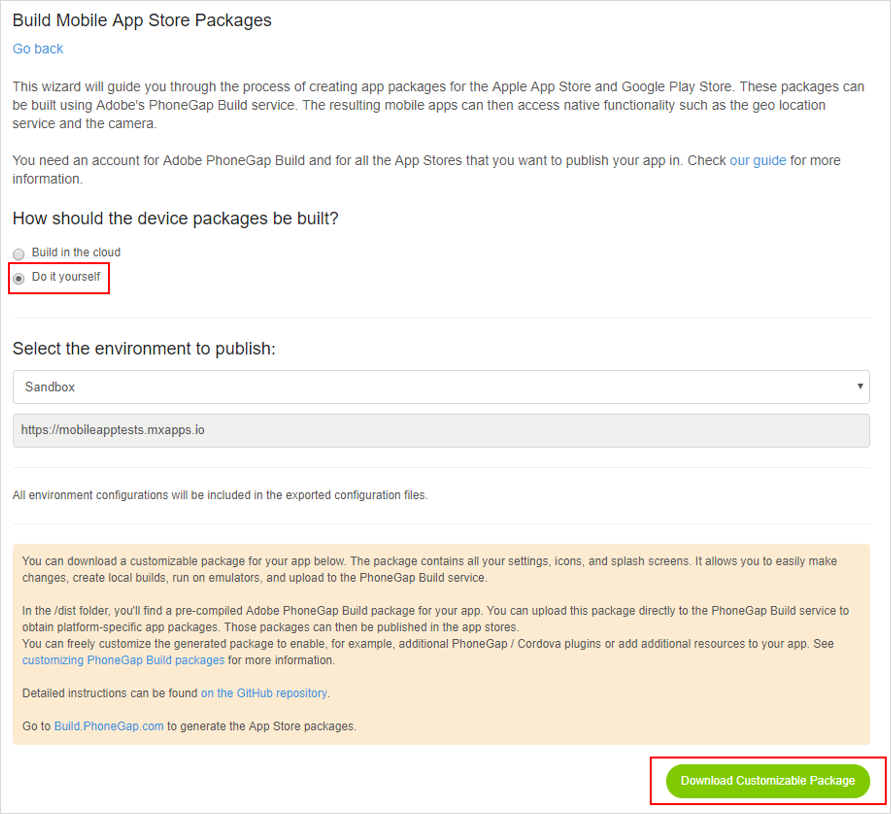 Build Mobile App Store Packages
Go back
This wizard will guide you through the process of creating app packages for the Apple App Store and Google Play Store. These packages can
be built using Adobe's PhoneGap Build service. The resulting mobile apps can then access native functionality such as the geo location
service and the camera.
You need an account for Adobe PhoneGap Build and for all the App Stores that you want to publish your app in. Check our guide for more
information.
How should the device packages be built?
Build in the cloud
Do it yourself
Select the environment to publish:
Sandbox
https://mobileapptests.mxapps.io
All environment configurations will be included in the exported configuration files.
You can download a customizable package for your app below. The package contains all your settings, icons, and splash screens. It allows you to easily make
changes, create local builds, run on emulators, and upload to the PhoneGap Build service.
In the /dist folder, you'll find a pre-compiled Adobe PhoneGap Build package for your app. You can upload this package directly to the PhoneGap Build service to
obtain platform-specific app packages. Those packages can then be published in the app stores.
You can freely customize the generated package to enable, for example, additional PhoneGap / Cordova plugins or add additional resources to your app. See
customizing PhoneGap Build packages for more information.
Detailed instructions can be found on the GitHub repository.
Go to Build.PhoneGap.com to generate the App Store packages.
Download Customizable Package